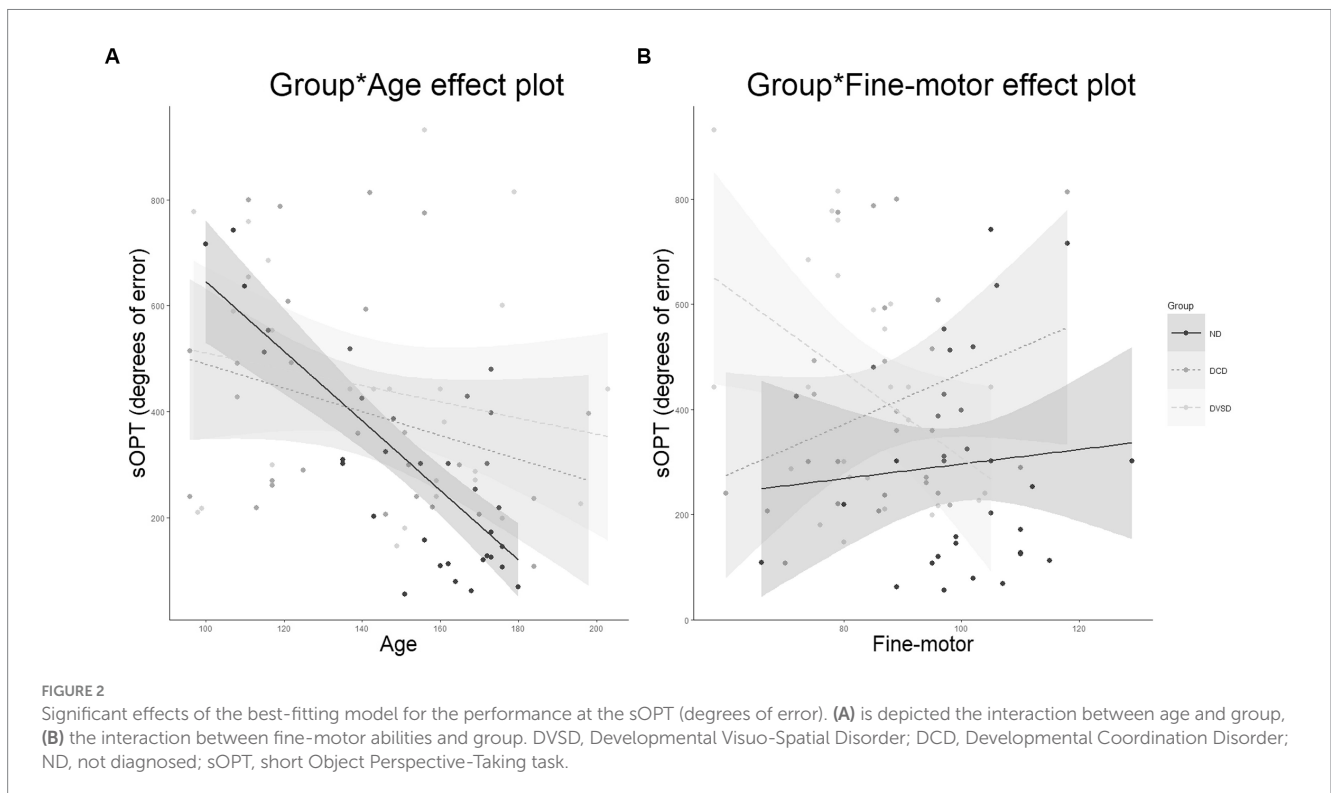 A
Group*Age effect plot
sOPT (degrees of error)
800
600
400
200
100
120
140
160
180
200
Age
B
Group*Fine-motor effect plot
sOPT (degrees of error)
800
600
400
200
0
80
100
120
Fine-motor
Group
ND
DCD
DVSD
FIGURE 2
Significant effects of the best-fitting model for the performance at the sOPT (degrees of error). (A) is depicted the interaction between age and group,
(B) the interaction between fine-motor abilities and group. DVSD, Developmental Visuo-Spatial Disorder; DCD, Developmental Coordination Disorder;
ND, not diagnosed; sOPT, short Object Perspective-Taking task.